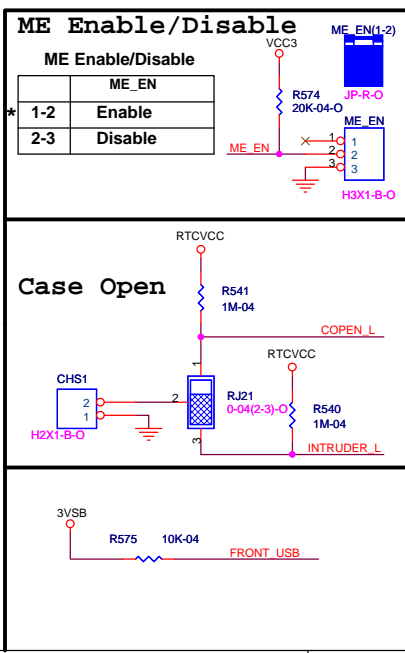 ME Enable/Disable
ME Enable/Disable
ME_EN
* 1-2 Enable
2-3 Disable
VCC3
R574
20K-04-O
ME_EN
ME_EN(1-2)
JP-R-O
ME_EN
1 1
2 2
3 3
H3X1-B-O
Case Open
RTCVCC
R541
1M-04
COPEN_L
RTCVCC
CHS1
2
1
H2X1-B-O
1
2
3
RJ21
0-04(2-3)-O
R540
1M-04
INTRUDER_L
3VSB
R575 10K-04
FRONT_USB